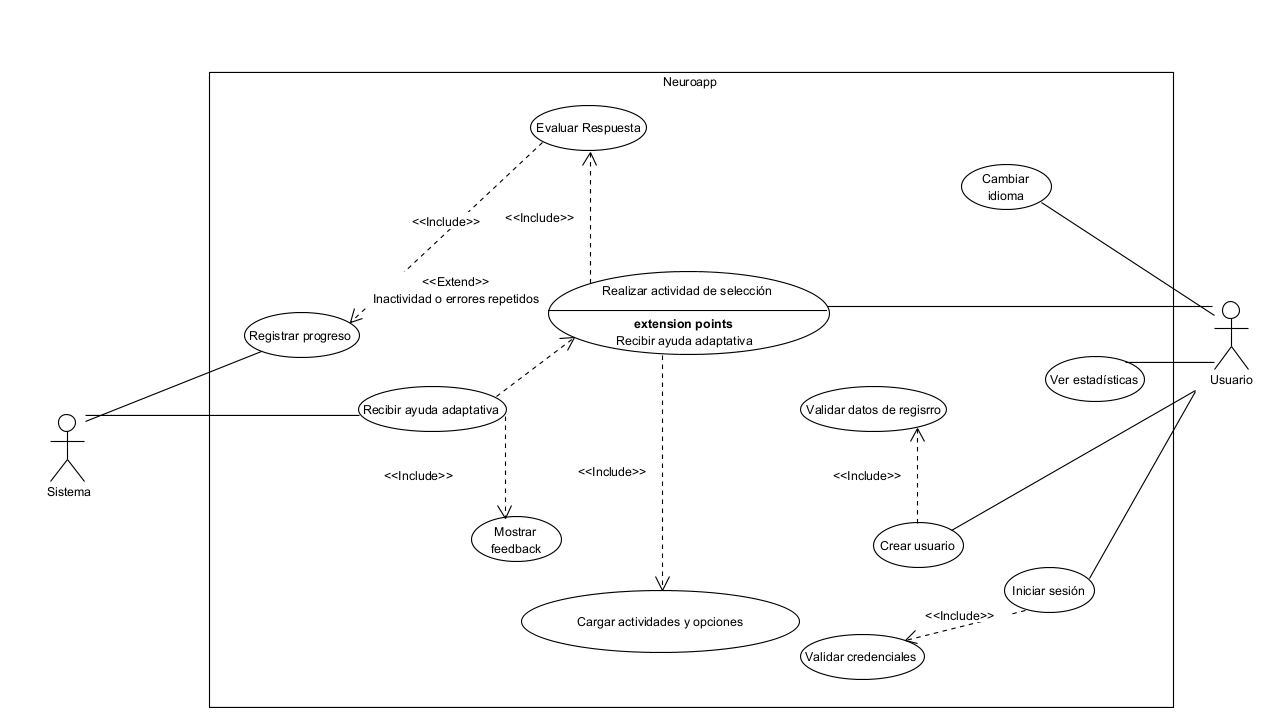 Neuroapp
Evaluar Respuesta
Cambiar
idioma
<<Include>>
<<Include>>
<<Extend>>
Inactividad o errores repetidos
Realizar actividad de selección
extension points
Recibir ayuda adaptativa
Registrar progreso
Ver estadísticas
Usuario
Recibir ayuda adaptativa
Validar datos de regisrro
Sistema
<<Include>>
<<Include>>
<<Include>>
Mostrar
feedback
Crear usuario
Iniciar sesión
<<Include>>
Cargar actividades y opciones
Validar credenciales